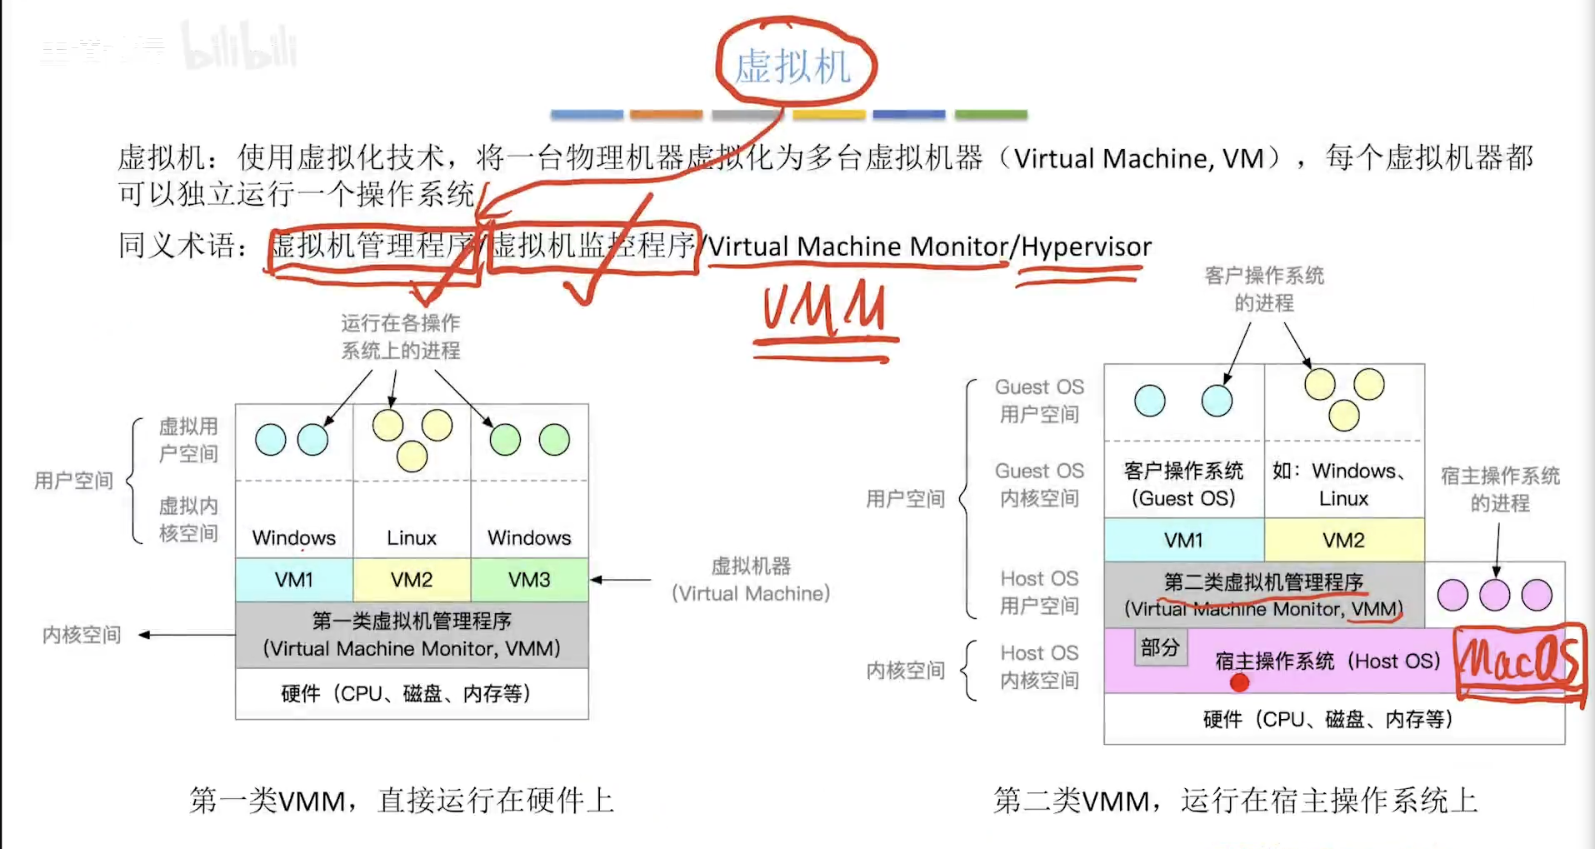 bilibili
虚拟机
虚拟机：使用虚拟化技术，将一台物理机器虚拟化为多台虚拟机器（Virtual Machine, VM），每个虚拟机器都
可以独立运行一个操作系统
同义术语：虚拟机管理程序/虚拟机监控程序/Virtual Machine Monitor/Hypervisor
VMM
运行在各操作
系统上的进程
用户空间
虚拟用
户空间
虚拟内
核空间
Windows
Linux
Windows
VM1
VM2
VM3
虚拟机器
(Virtual Machine)
内核空间
第一类虚拟机管理程序
(Virtual Machine Monitor, VMM)
硬件（CPU、磁盘、内存等）
第一类VMM，直接运行在硬件上
客户操作系统
的进程
用户空间
Guest OS
用户空间
Guest OS
内核空间
客户操作系统
(Guest OS)
如：Windows、
Linux
宿主操作系统
的进程
VM1
VM2
Host OS
用户空间
第二类虚拟机管理程序
(Virtual Machine Monitor, VMM)
内核空间
Host OS
内核空间
部分
宿主操作系统（Host OS）
MacOS
硬件（CPU、磁盘、内存等）
第二类VMM，运行在宿主操作系统上